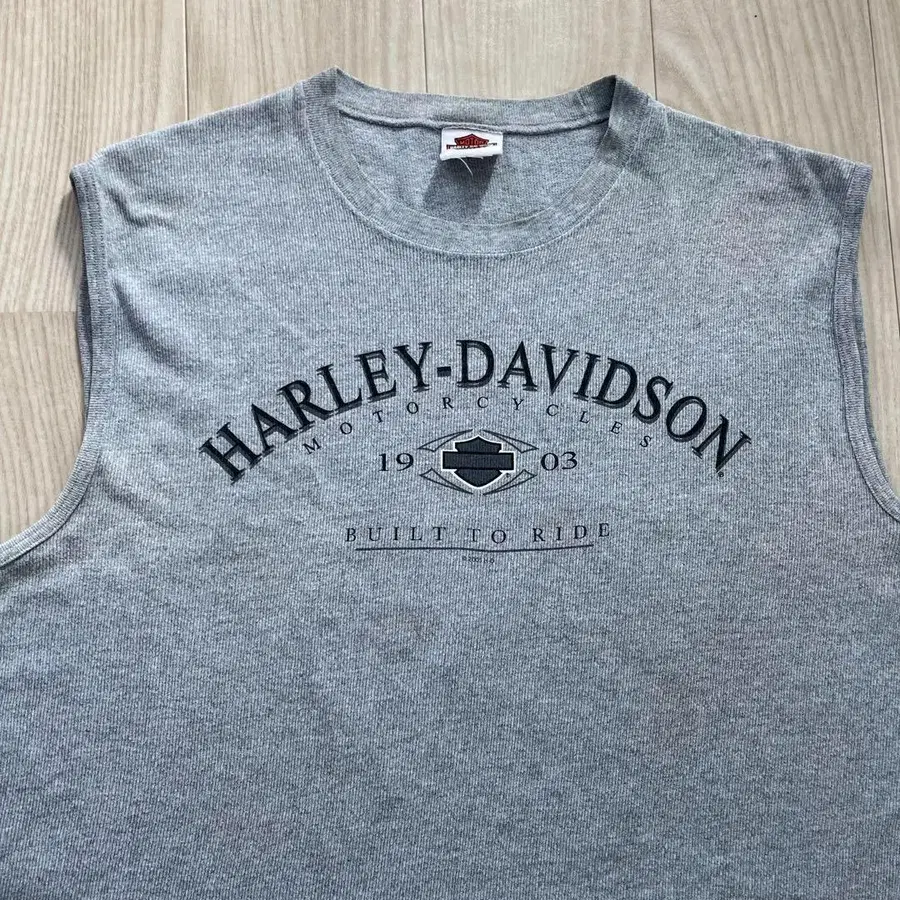 HARLEY-DAVIDSON
MOTORCYCLES
19 03
BUILT TO RIDE